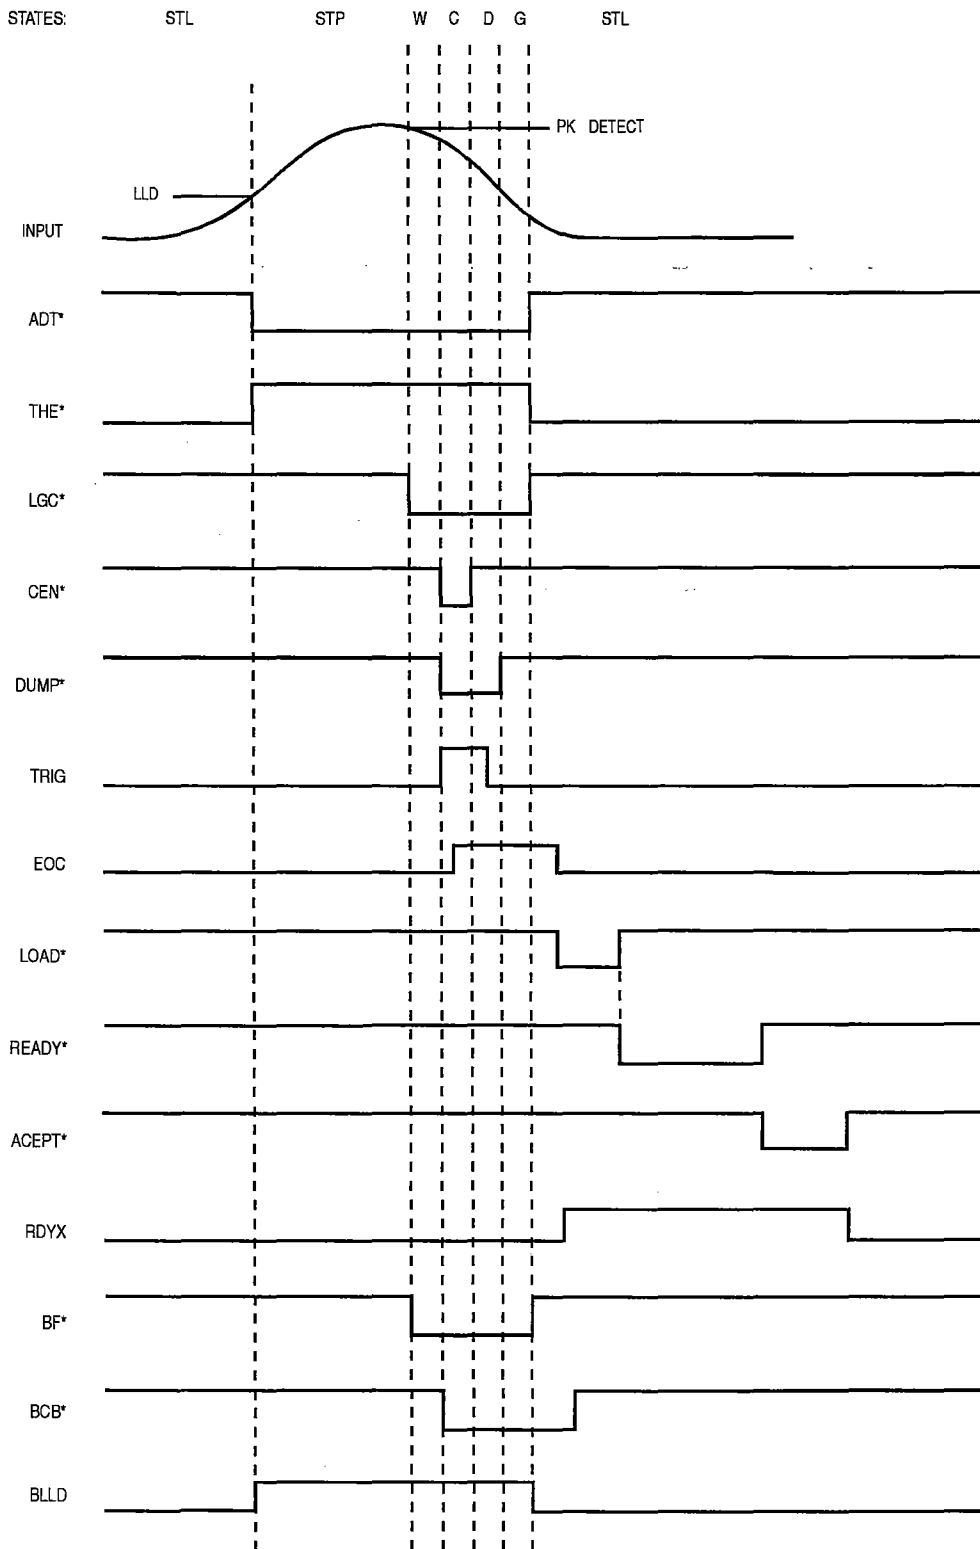 STATES: STL STP W C D G STL
PK DETECT
LLD
INPUT
ADT*
THE*
LGC*
CEN*
DUMP*
TRIG
EOC
LOAD*
READY*
ACEPT*
RDYX
BF*
BCB*
BLLD